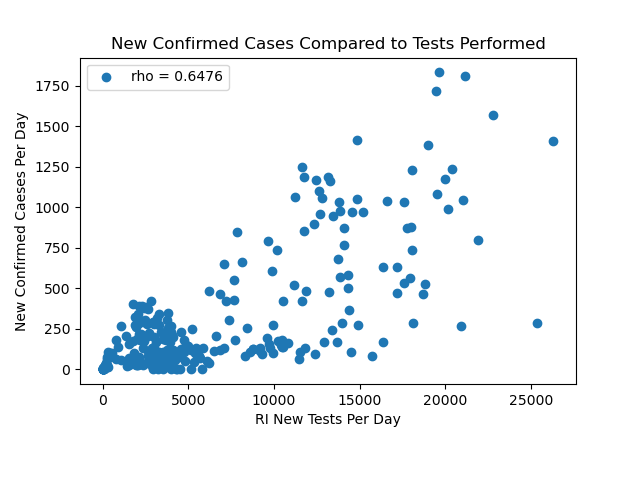 New Confirmed Cases Compared to Tests Performed
rho = 0.6476
1750
1500
1250
1000
750
500
250
0
New Confirmed Caeses Per Day
0 5000 10000 15000 20000 25000
RI New Tests Per Day